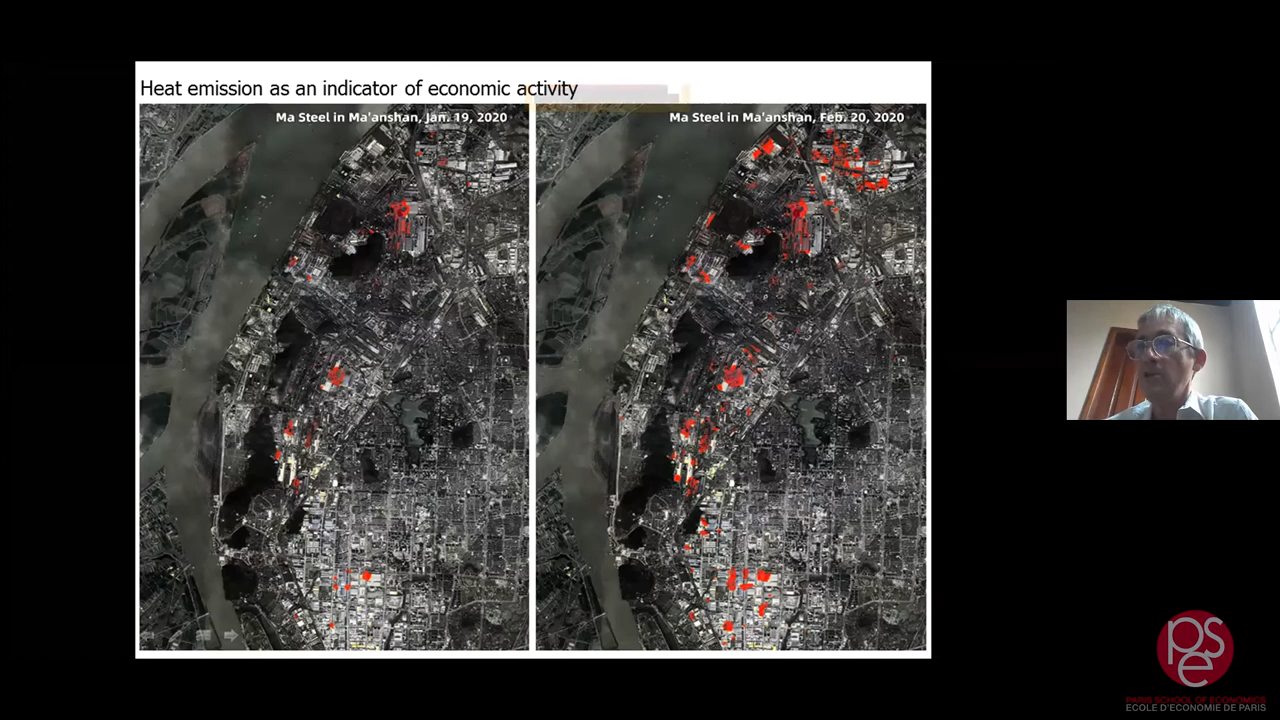 Heat emission as an indicator of economic activity
Ma Steel in Ma'anshan, Jan. 19, 2020
Ma Steel in Ma'anshan, Feb. 20, 2020
pse
PARIS SCHOOL OF ECONOMICS
ECOLE D'ECONOMIE DE PARIS